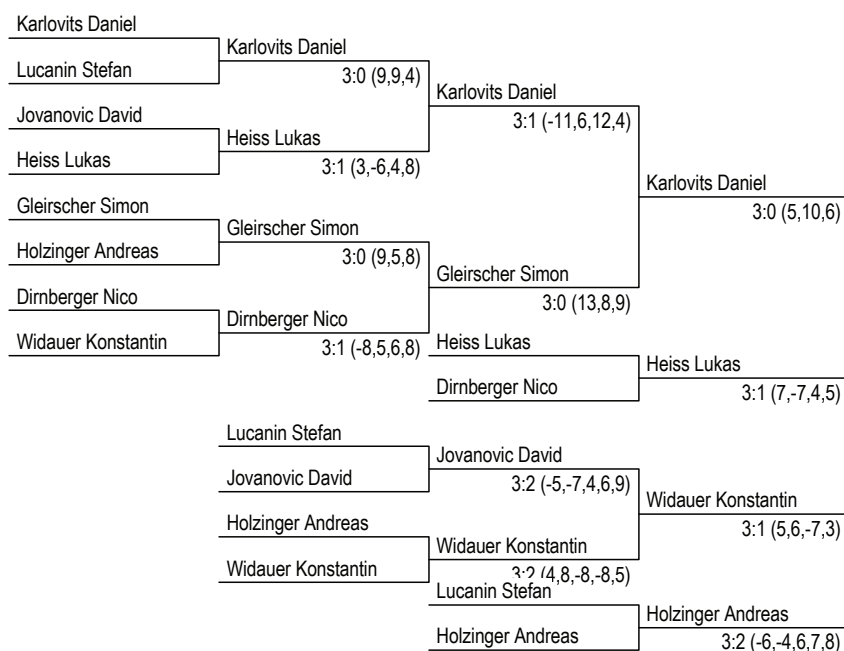 Karlovits Daniel
Karlovits Daniel
Lucanin Stefan
3:0 (9,9,4)
Karlovits Daniel
Jovanovic David
3:1 (-11,6,12,4)
Heiss Lukas
Heiss Lukas
3:1 (3,-6,4,8)
Karlovits Daniel
Gleirscher Simon
3:0 (5,10,6)
Gleirscher Simon
Holzinger Andreas
3:0 (9,5,8)
Gleirscher Simon
Dirnberger Nico
3:0 (13,8,9)
Dirnberger Nico
Widauer Konstantin
3:1 (-8,5,6,8)
Heiss Lukas
Heiss Lukas
Dirnberger Nico
3:1 (7,-7,4,5)
Lucanin Stefan
Jovanovic David
Jovanovic David
3:2 (-5,-7,4,6,9)
Widauer Konstantin
Holzinger Andreas
3:1 (5,6,-7,3)
Widauer Konstantin
Widauer Konstantin
3:2 (4,8,-8,-8,5)
Lucanin Stefan
Holzinger Andreas
Holzinger Andreas
3:2 (-6,-4,6,7,8)